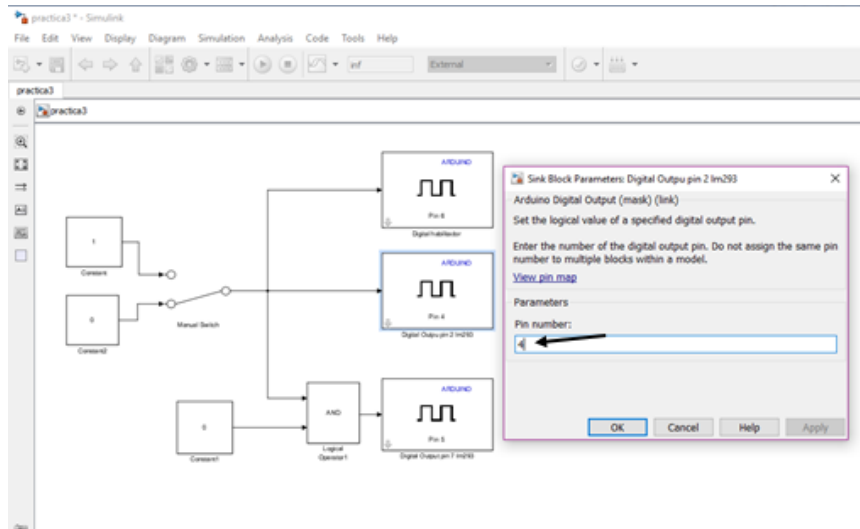 practica3 * - Simulink
File Edit View Display Diagram Simulation Analysis Code Tools Help
inf
External
practica3
practica3
ARDUINO
Pin 6
Digital habilitador
1
Constant
0
Constant2
Manual Switch
ARDUINO
Pin 4
Digital Outpu pin 2 lm293
0
Constant1
AND
Logical
Operator1
ARDUINO
Pin 5
Digital Outpu pin 7 lm293
Sink Block Parameters: Digital Outpu pin 2 lm293
Arduino Digital Output (mask) (link)
Set the logical value of a specified digital output pin.
Enter the number of the digital output pin. Do not assign the same pin
number to multiple blocks within a model.
View pin map
Parameters
Pin number:
4
OK Cancel Help Apply